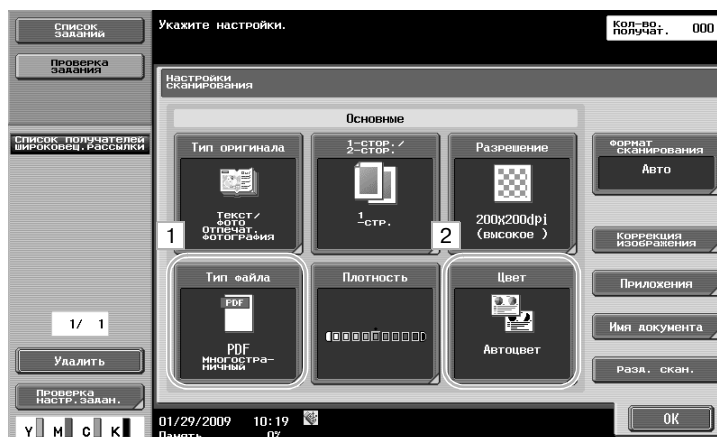 Список
заданий
Укажите настройки.
Кол-во.
получат.
000
Проверка
задания
Настройки
сканирования
Основные
Список получателей
широковещ.рассылки
Тип оригинала
1-СТОР./
2-СТОР.
Разрешение
ФОРМАТ
СКАНИРОВАНИЯ
Авто
Текст/
ФОТО
ОТПЕЧАТ.
ФОТОГРАФИЯ
1
-СТР.
200X200dpi
(высокое )
1
2
Коррекция
изображения
Тип файла
Плотность
Цвет
Приложения
PDF
PDF
МНОГОСТРА-
НИЧНЫЙ
Автоцвет
1/ 1
Имя документа
Удалить
Разд. скан.
Проверка
настр.задан.
01/29/2009 10:19
OK
Y M C K
Память 0%